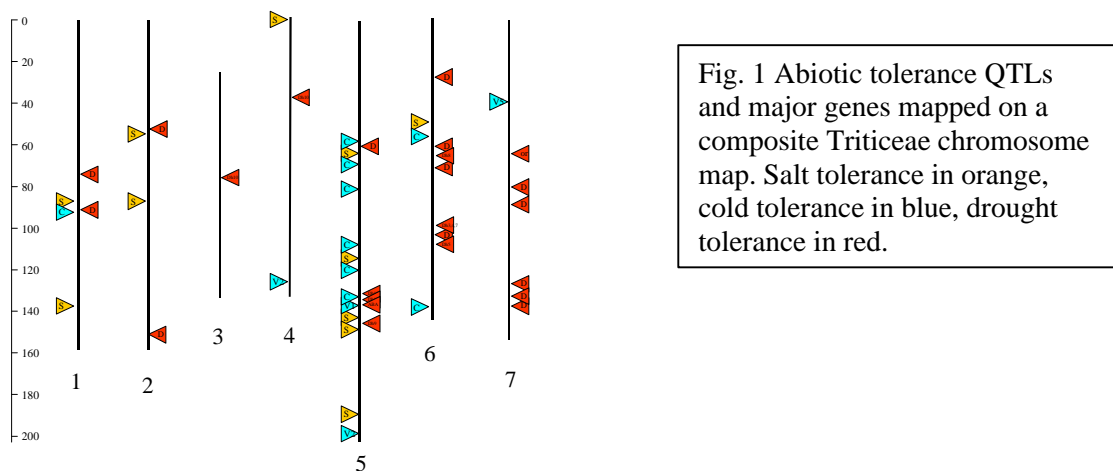 0
20
40
60
80
100
120
140
160
180
200
S
C
D
D
S
1
S
S
D
D
2
3
S
V
4
C
S
C
C
C
S
C
C
V
S
S
S
V
D
5
S
C
C
D
D
D
D
6
V
D
D
D
D
D
7
Fig. 1 Abiotic tolerance QTLs
and major genes mapped on a
composite Triticeae chromosome
map. Salt tolerance in orange,
cold tolerance in blue, drought
tolerance in red.